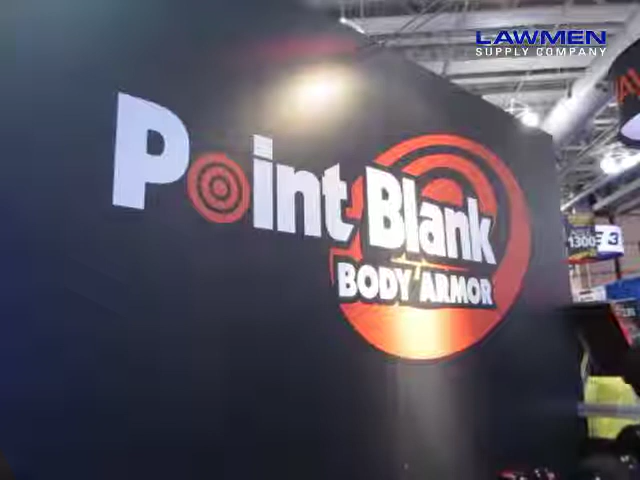 LAWMEN
SUPPLY COMPANY
Point Blank
BODY ARMOR
1300